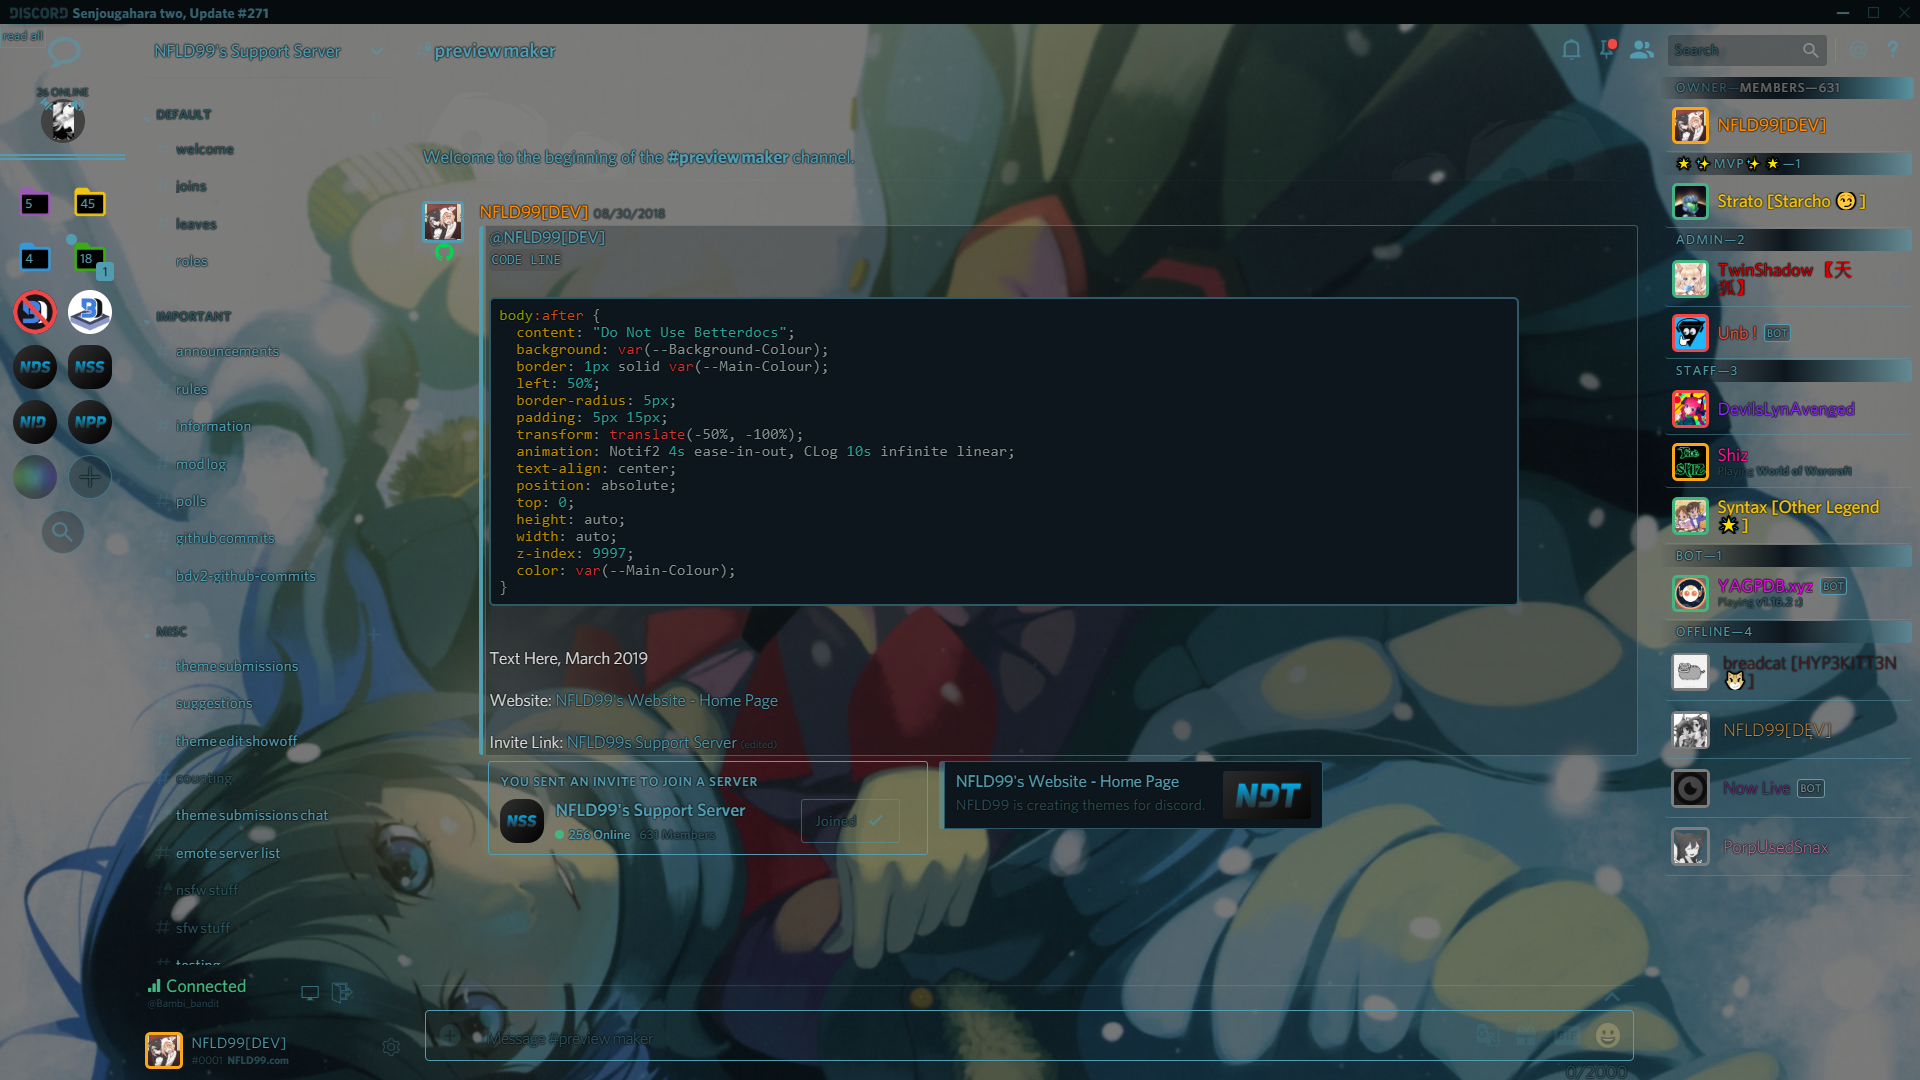 DISCORD Senjougahara two, Update #271
read all
26 ONLINE
5
45
4
18
1
NDS
NSS
NID
NPP
NFLD99's Support Server
DEFAULT
welcome
joins
leaves
roles
IMPORTANT
announcements
rules
information
mod log
polls
github commits
bdv2-github-commits
MISC
theme submissions
suggestions
theme edit showoff
counting
theme submissions chat
emote server list
nsfw stuff
sfw stuff
testing
Connected
@Bambi_bandit
NFLD99[DEV]
#0001 NFLD99.com
preview maker
Welcome to the beginning of the #preview maker channel.
NFLD99[DEV] 08/30/2018
@NFLD99[DEV]
CODE LINE
body:after {
content: "Do Not Use Betterdocs";
background: var(--Background-Colour);
border: 1px solid var(--Main-Colour);
left: 50%;
border-radius: 5px;
padding: 5px 15px;
transform: translate(-50%, -100%);
animation: Notif2 4s ease-in-out, CLog 10s infinite linear;
text-align: center;
position: absolute;
top: 0;
height: auto;
width: auto;
z-index: 9997;
color: var(--Main-Colour);
}
Text Here, March 2019
Website: NFLD99's Website - Home Page
Invite Link: NFLD99s Support Server (edited)
YOU SENT AN INVITE TO JOIN A SERVER
NSS
NFLD99's Support Server
256 Online 631 Members
Joined
NFLD99's Website - Home Page
NFLD99 is creating themes for discord.
NDT
Message #preview maker
0/2000
Search
OWNER—MEMBERS—631
NFLD99[DEV]
🌟✨MVP✨🌟—1
Strato [Starcho 😏]
ADMIN—2
TwinShadow 【天
狐】
Unb ! BOT
STAFF—3
DevilsLynAvenged
The SHIZ
Shiz
Playing World of Warcraft
Syntax [Other Legend
🌟]
BOT—1
YAGPDB.xyz BOT
Playing v1.16.2 :)
OFFLINE—4
breadcat [HYP3K1TT3N
🐱]
NFLD99[DEV]
Now Live BOT
PorpUsedSnax